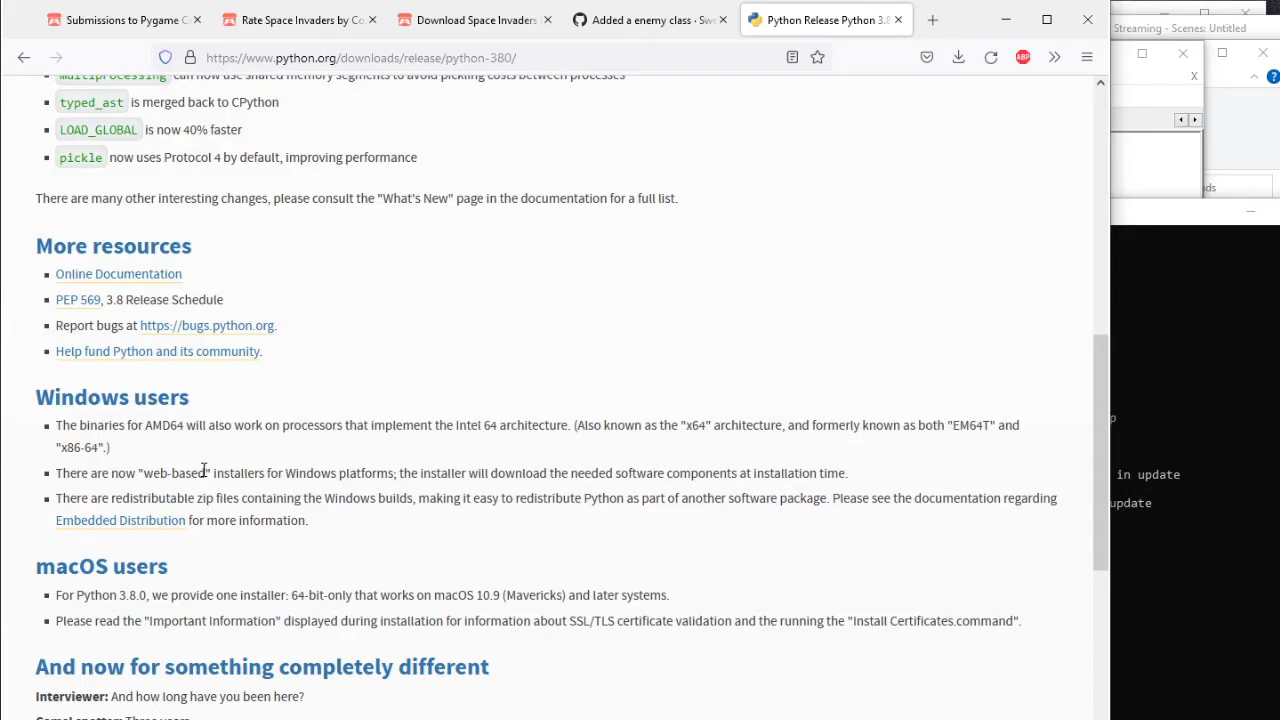 Submissions to Pygame C
Rate Space Invaders by Co
Download Space Invaders
Added a enemy class · Swe
Python Release Python 3.8
Streaming - Scenes: Untitled
https://www.python.org/downloads/release/python-380/
ABP
X
multiprocessing can now use shared memory segments to avoid pickling costs between processes
typed_ast is merged back to CPython
LOAD_GLOBAL is now 40% faster
pickle now uses Protocol 4 by default, improving performance
nds
There are many other interesting changes, please consult the "What's New" page in the documentation for a full list.
More resources
Online Documentation
PEP 569, 3.8 Release Schedule
Report bugs at https://bugs.python.org.
Help fund Python and its community.
Windows users
The binaries for AMD64 will also work on processors that implement the Intel 64 architecture. (Also known as the "x64" architecture, and formerly known as both "EM64T" and
"x86-64".)
p
There are now "web-based" installers for Windows platforms; the installer will download the needed software components at installation time.
in update
There are redistributable zip files containing the Windows builds, making it easy to redistribute Python as part of another software package. Please see the documentation regarding
update
Embedded Distribution for more information.
macOS users
For Python 3.8.0, we provide one installer: 64-bit-only that works on macOS 10.9 (Mavericks) and later systems.
Please read the "Important Information" displayed during installation for information about SSL/TLS certificate validation and the running the "Install Certificates.command".
And now for something completely different
Interviewer: And how long have you been here?
Camel spotter: Three years.